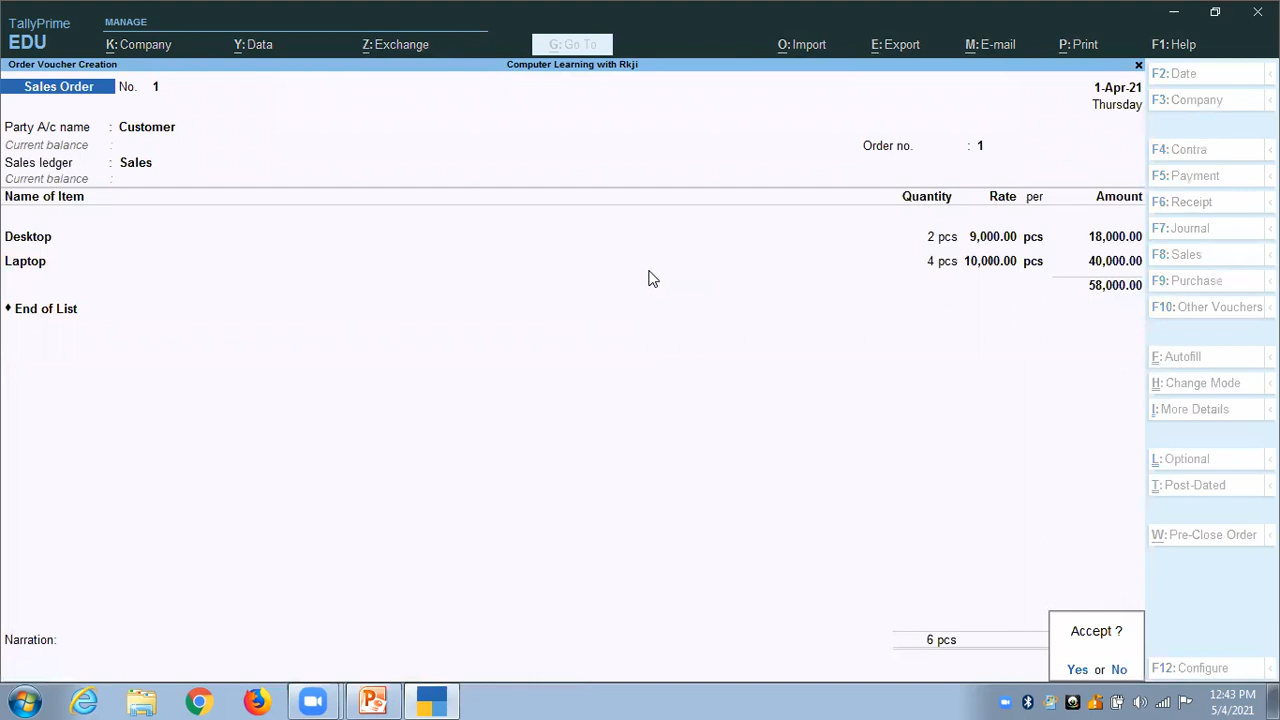 TallyPrime
EDU
MANAGE
K: Company Y: Data Z: Exchange G: Go To O: Import E: Export M: E-mail P: Print F1: Help
Order Voucher Creation Computer Learning with Rkji ×
Sales Order No. 1 1-Apr-21
Thursday
Party A/c name : Customer
Current balance : Order no. : 1
Sales ledger : Sales
Current balance :
Name of Item Quantity Rate per Amount
Desktop 2 pcs 9,000.00 pcs 18,000.00
Laptop 4 pcs 10,000.00 pcs 40,000.00
58,000.00
♦ End of List
Narration: 6 pcs
Accept ?
Yes or No
F2: Date
F3: Company
F4: Contra
F5: Payment
F6: Receipt
F7: Journal
F8: Sales
F9: Purchase
F10: Other Vouchers
F: Autofill
H: Change Mode
I: More Details
L: Optional
T: Post-Dated
W: Pre-Close Order
F12: Configure
12:43 PM
5/4/2021